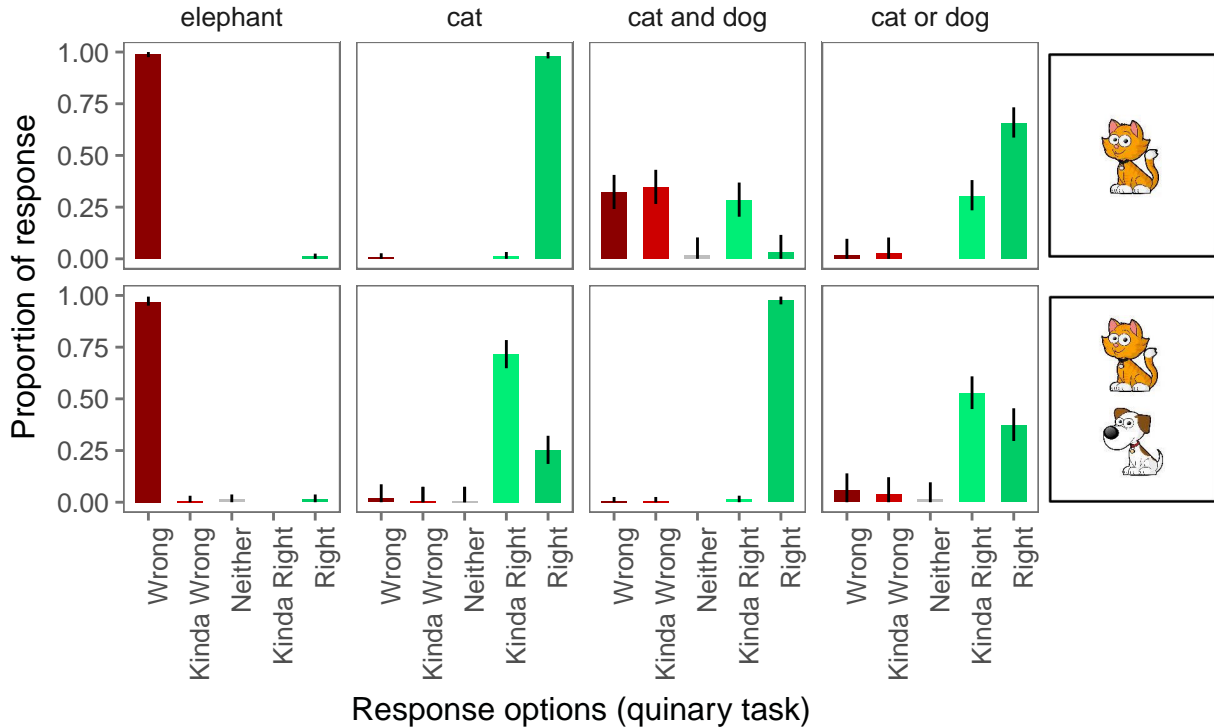 elephant cat cat and dog cat or dog
Proportion of response
1.00
0.75
0.50
0.25
0.00
1.00
0.75
0.50
0.25
0.00
Wrong
Kinda Wrong
Neither
Kinda Right
Right
Wrong
Kinda Wrong
Neither
Kinda Right
Right
Wrong
Kinda Wrong
Neither
Kinda Right
Right
Wrong
Kinda Wrong
Neither
Kinda Right
Right
Response options (quinary task)